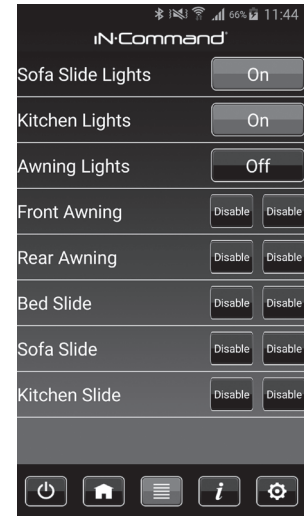 66% 11:44
iN·Command
Sofa Slide Lights On
Kitchen Lights On
Awning Lights Off
Front Awning Disable Disable
Rear Awning Disable Disable
Bed Slide Disable Disable
Sofa Slide Disable Disable
Kitchen Slide Disable Disable
i